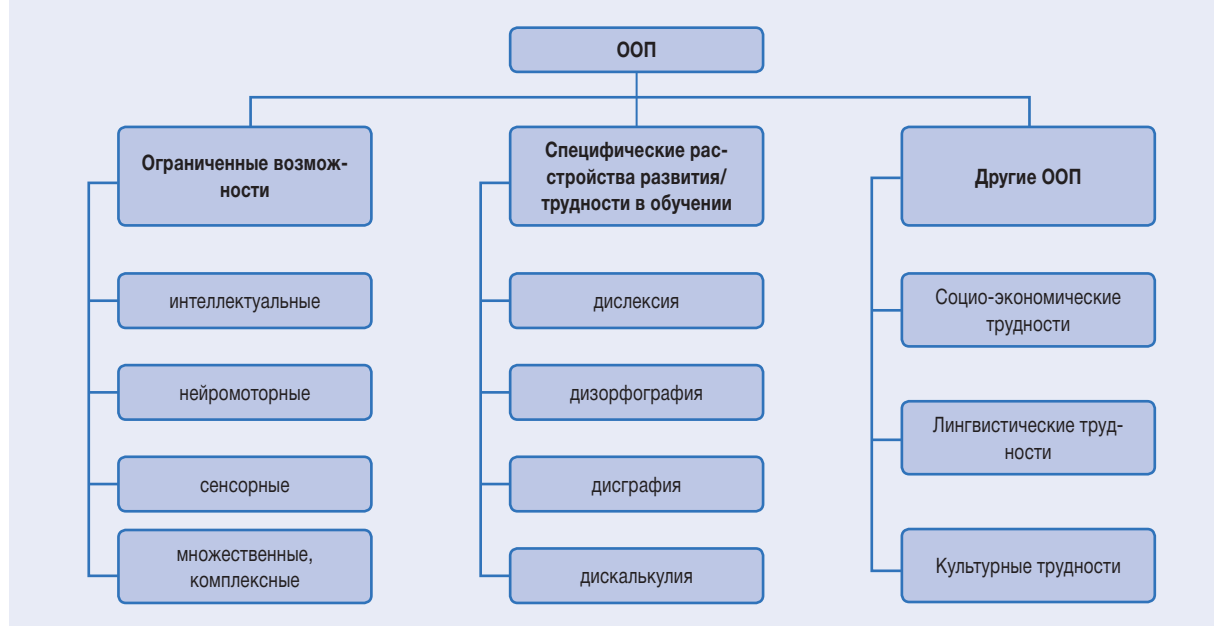 ООП
Ограниченные возмож-
ности
интеллектуальные
нейромоторные
сенсорные
множественные,
комплексные
Специфические рас-
стройства развития/
трудности в обучении
дислексия
дизорфография
дисграфия
дискалькулия
Другие ООП
Социо-экономические
трудности
Лингвистические труд-
ности
Культурные трудности